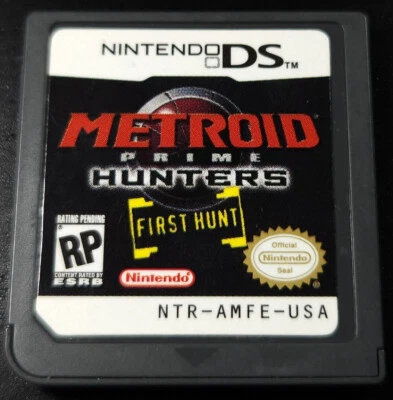 NINTENDO DS™
METROID
PRIME
HUNTERS
FIRST HUNT
RATING PENDING
RP
CONTENT RATED BY
ESRB
Nintendo
Official
Nintendo
Seal
NTR-AMFE-USA